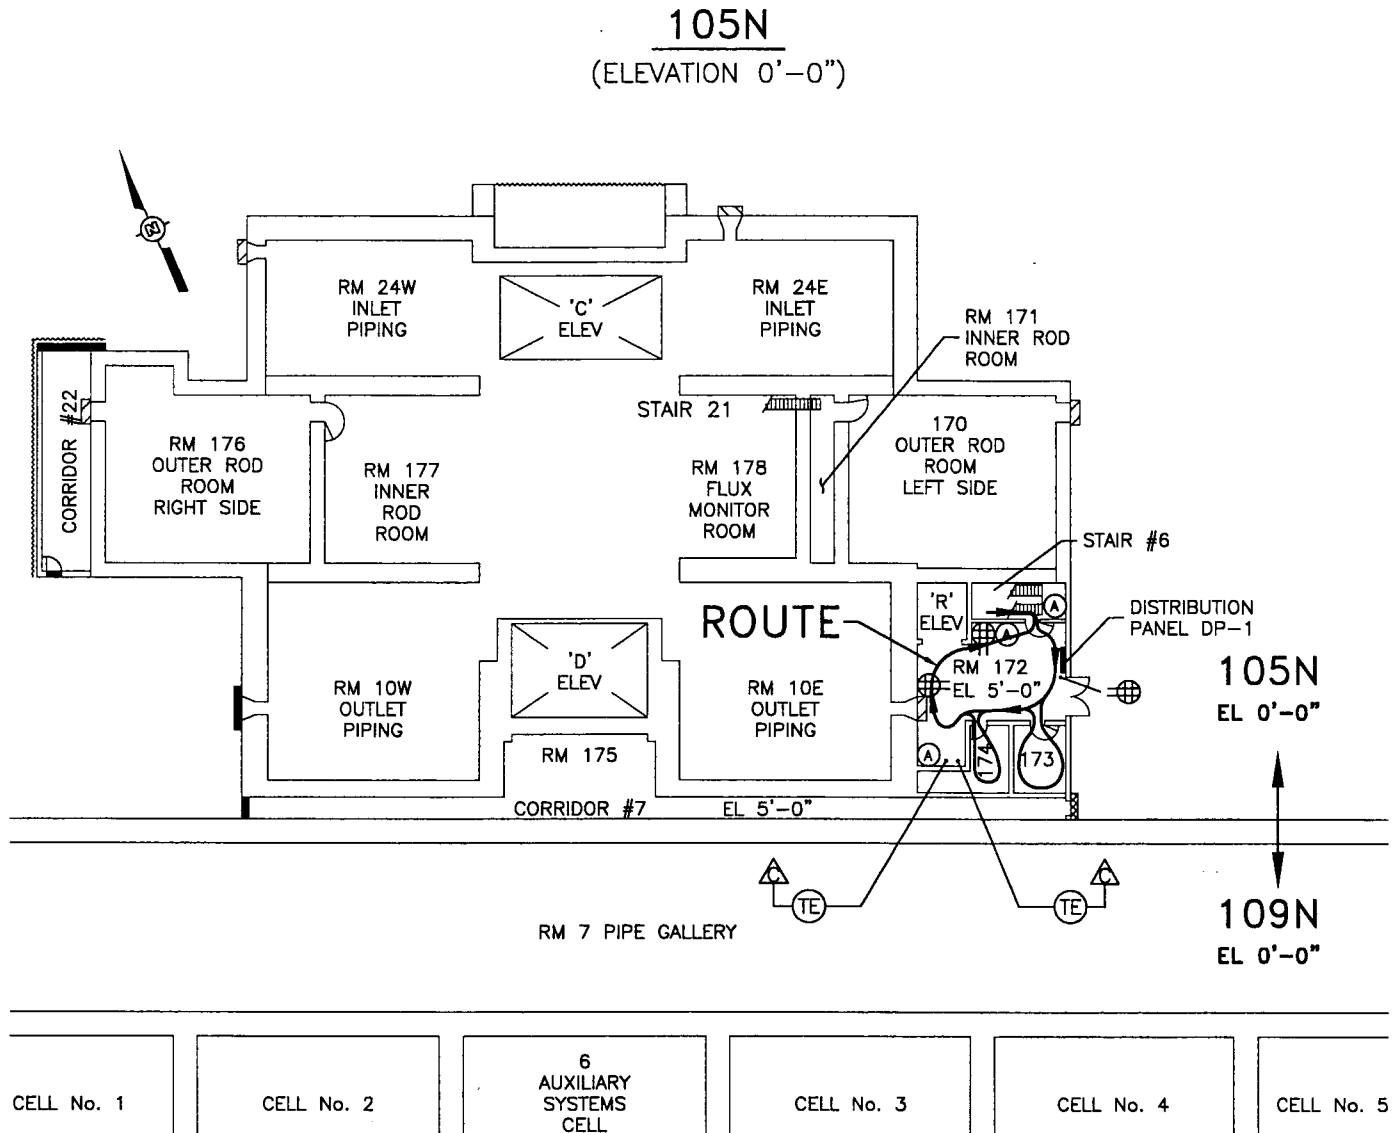 105N
(ELEVATION 0'-0")
N
RM 24W
INLET
PIPING
'C'
ELEV
RM 24E
INLET
PIPING
RM 171
INNER ROD
ROOM
CORRIDOR #22
RM 176
OUTER ROD
ROOM
RIGHT SIDE
RM 177
INNER
ROD
ROOM
STAIR 21
RM 178
FLUX
MONITOR
ROOM
170
OUTER ROD
ROOM
LEFT SIDE
STAIR #6
'R'
ELEV
A
A
ROUTE
DISTRIBUTION
PANEL DP-1
RM 172
EL 5'-0"
105N
EL 0'-0"
RM 10W
OUTLET
PIPING
'D'
ELEV
RM 10E
OUTLET
PIPING
RM 175
A
174
173
CORRIDOR #7
EL 5'-0"
C
TE
C
TE
109N
EL 0'-0"
RM 7 PIPE GALLERY
CELL No. 1
CELL No. 2
6
AUXILIARY
SYSTEMS
CELL
CELL No. 3
CELL No. 4
CELL No. 5